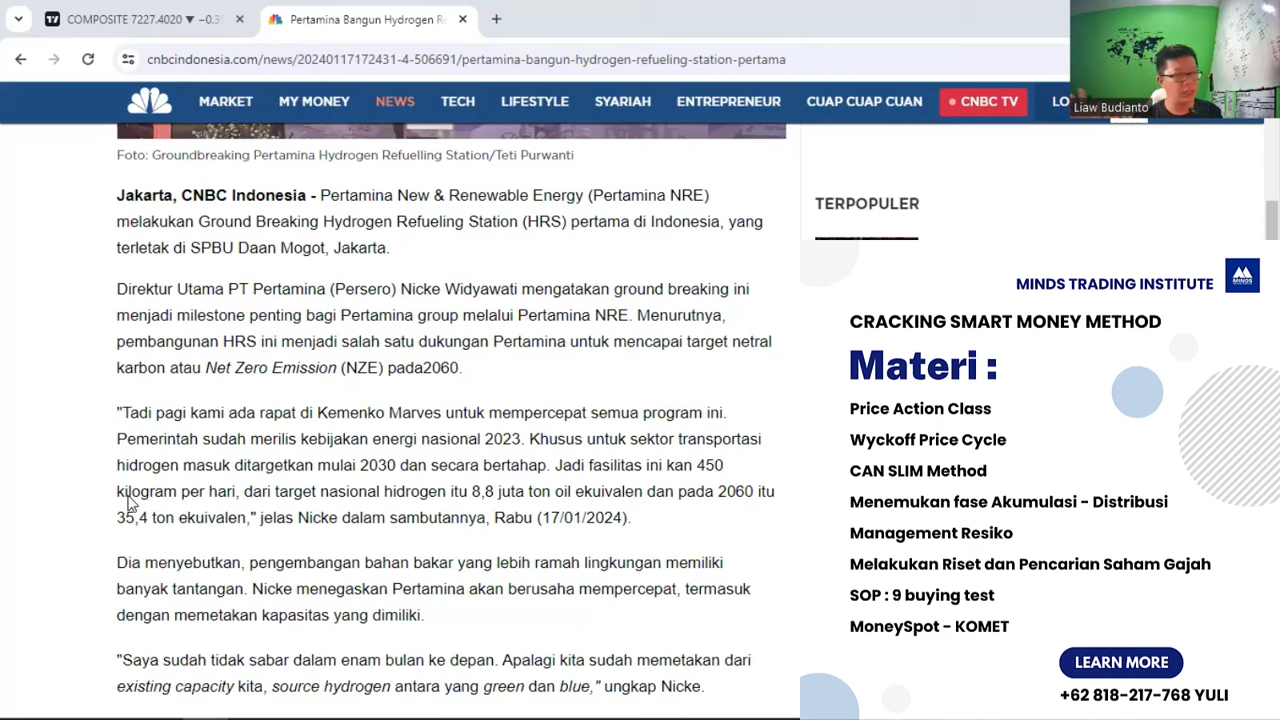 COMPOSITE 7227.4020 ▼ −0.3
Pertamina Bangun Hydrogen R
cnbcindonesia.com/news/20240117172431-4-506691/pertamina-bangun-hydrogen-refueling-station-pertama
Liaw Budianto
MARKET MY MONEY NEWS TECH LIFESTYLE SYARIAH ENTREPRENEUR CUAP CUAP CUAN CNBC TV LO
Foto: Groundbreaking Pertamina Hydrogen Refuelling Station/Teti Purwanti
Jakarta, CNBC Indonesia - Pertamina New & Renewable Energy (Pertamina NRE)
melakukan Ground Breaking Hydrogen Refueling Station (HRS) pertama di Indonesia, yang
terletak di SPBU Daan Mogot, Jakarta.
Direktur Utama PT Pertamina (Persero) Nicke Widyawati mengatakan ground breaking ini
menjadi milestone penting bagi Pertamina group melalui Pertamina NRE. Menurutnya,
pembangunan HRS ini menjadi salah satu dukungan Pertamina untuk mencapai target netral
karbon atau Net Zero Emission (NZE) pada2060.
"Tadi pagi kami ada rapat di Kemenko Marves untuk mempercepat semua program ini.
Pemerintah sudah merilis kebijakan energi nasional 2023. Khusus untuk sektor transportasi
hidrogen masuk ditargetkan mulai 2030 dan secara bertahap. Jadi fasilitas ini kan 450
kilogram per hari, dari target nasional hidrogen itu 8,8 juta ton oil ekuivalen dan pada 2060 itu
35,4 ton ekuivalen," jelas Nicke dalam sambutannya, Rabu (17/01/2024).
Dia menyebutkan, pengembangan bahan bakar yang lebih ramah lingkungan memiliki
banyak tantangan. Nicke menegaskan Pertamina akan berusaha mempercepat, termasuk
dengan memetakan kapasitas yang dimiliki.
"Saya sudah tidak sabar dalam enam bulan ke depan. Apalagi kita sudah memetakan dari
existing capacity kita, source hydrogen antara yang green dan blue," ungkap Nicke.
TERPOPULER
MINDS TRADING INSTITUTE
MINDS
CRACKING SMART MONEY METHOD
Materi :
Price Action Class
Wyckoff Price Cycle
CAN SLIM Method
Menemukan fase Akumulasi - Distribusi
Management Resiko
Melakukan Riset dan Pencarian Saham Gajah
SOP : 9 buying test
MoneySpot - KOMET
LEARN MORE
+62 818-217-768 YULI